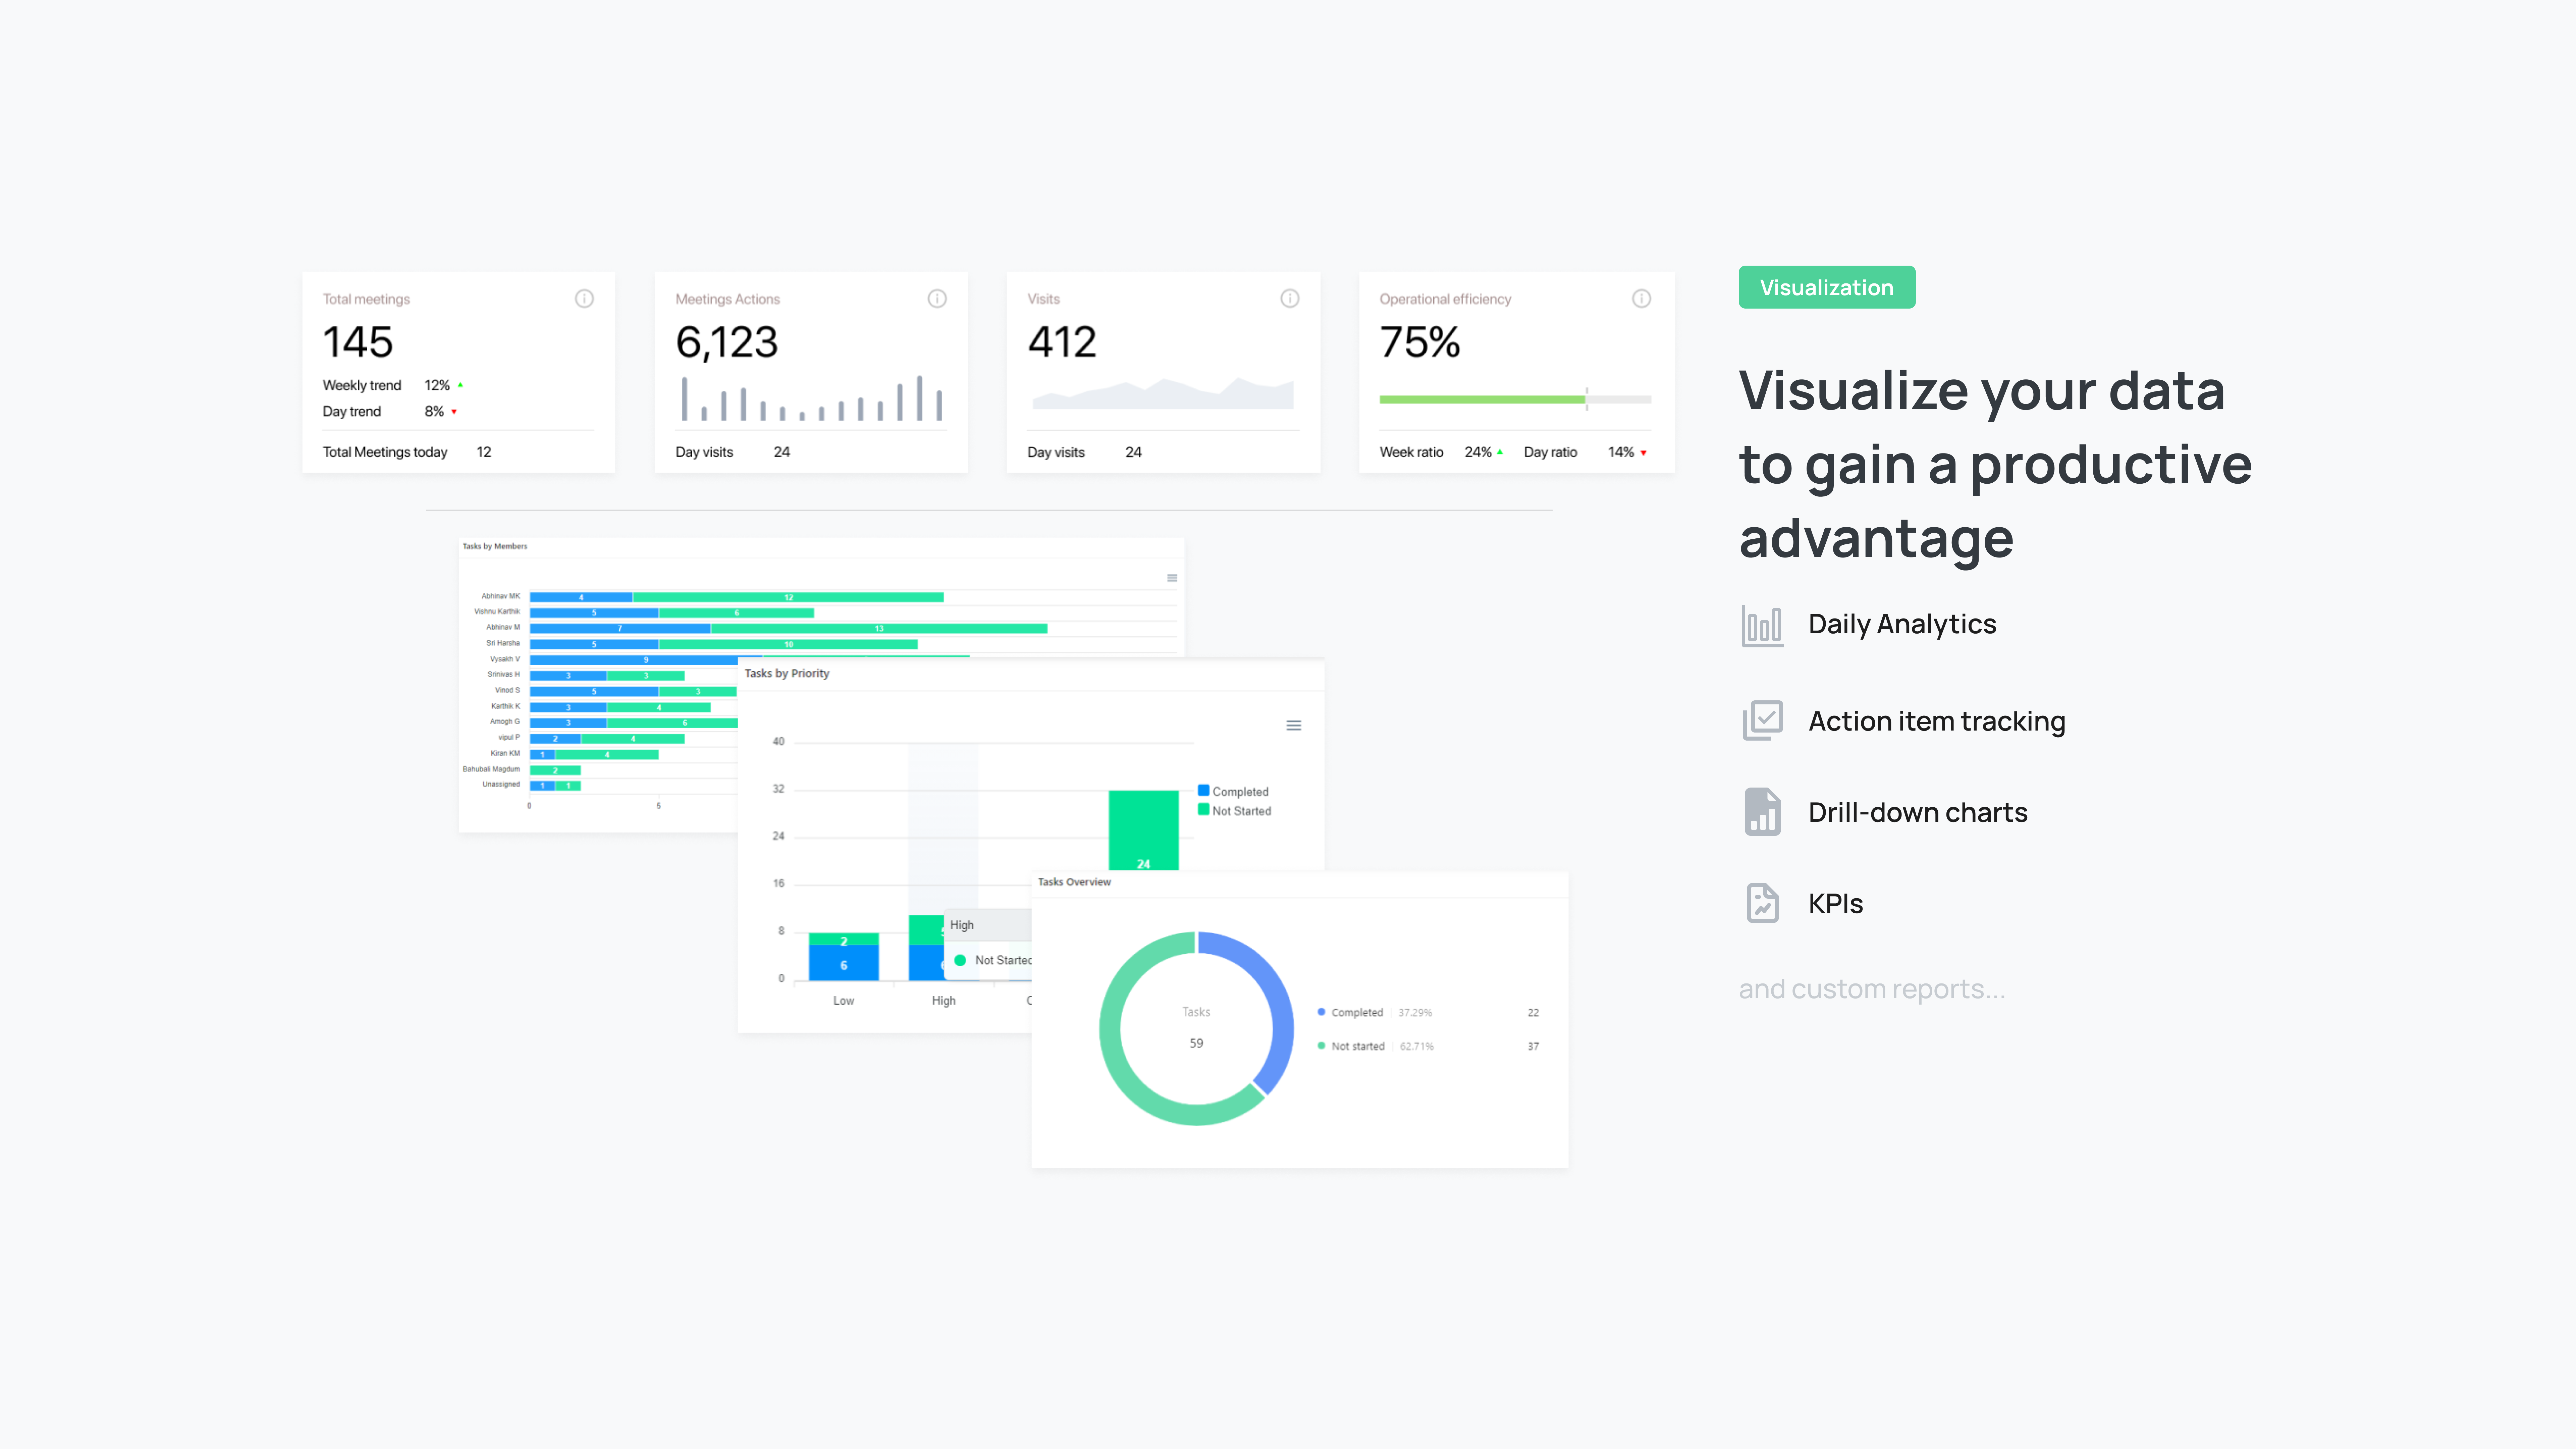 Total meetings
145
Weekly trend 12%
Day trend 8%
Total Meetings today 12
Meetings Actions
6,123
Day visits 24
Visits
412
Day visits 24
Operational efficiency
75%
Week ratio 24% Day ratio 14%
Tasks by Members
Abhinav MK 4 12
Vishnu Karthik 5 6
Abhinav M 7 13
Sri Harsha 5 10
Vysakh V 9
Srinivas H 3 3
Vinod S 5 3
Karthik K 3 4
Amogh G 3 6
vipul P 2 4
Kiran KM 1 4
Bahubali Magdum 2
Unassigned 1 1
0 5
Tasks by Priority
40
32
24
16
8
0
24
2
6
Completed
Not Started
High
Not Started
Low High
Tasks Overview
Tasks
59
Completed 37.29% 22
Not started 62.71% 37
Visualization
Visualize your data
to gain a productive
advantage
Daily Analytics
Action item tracking
Drill-down charts
KPIs
and custom reports...